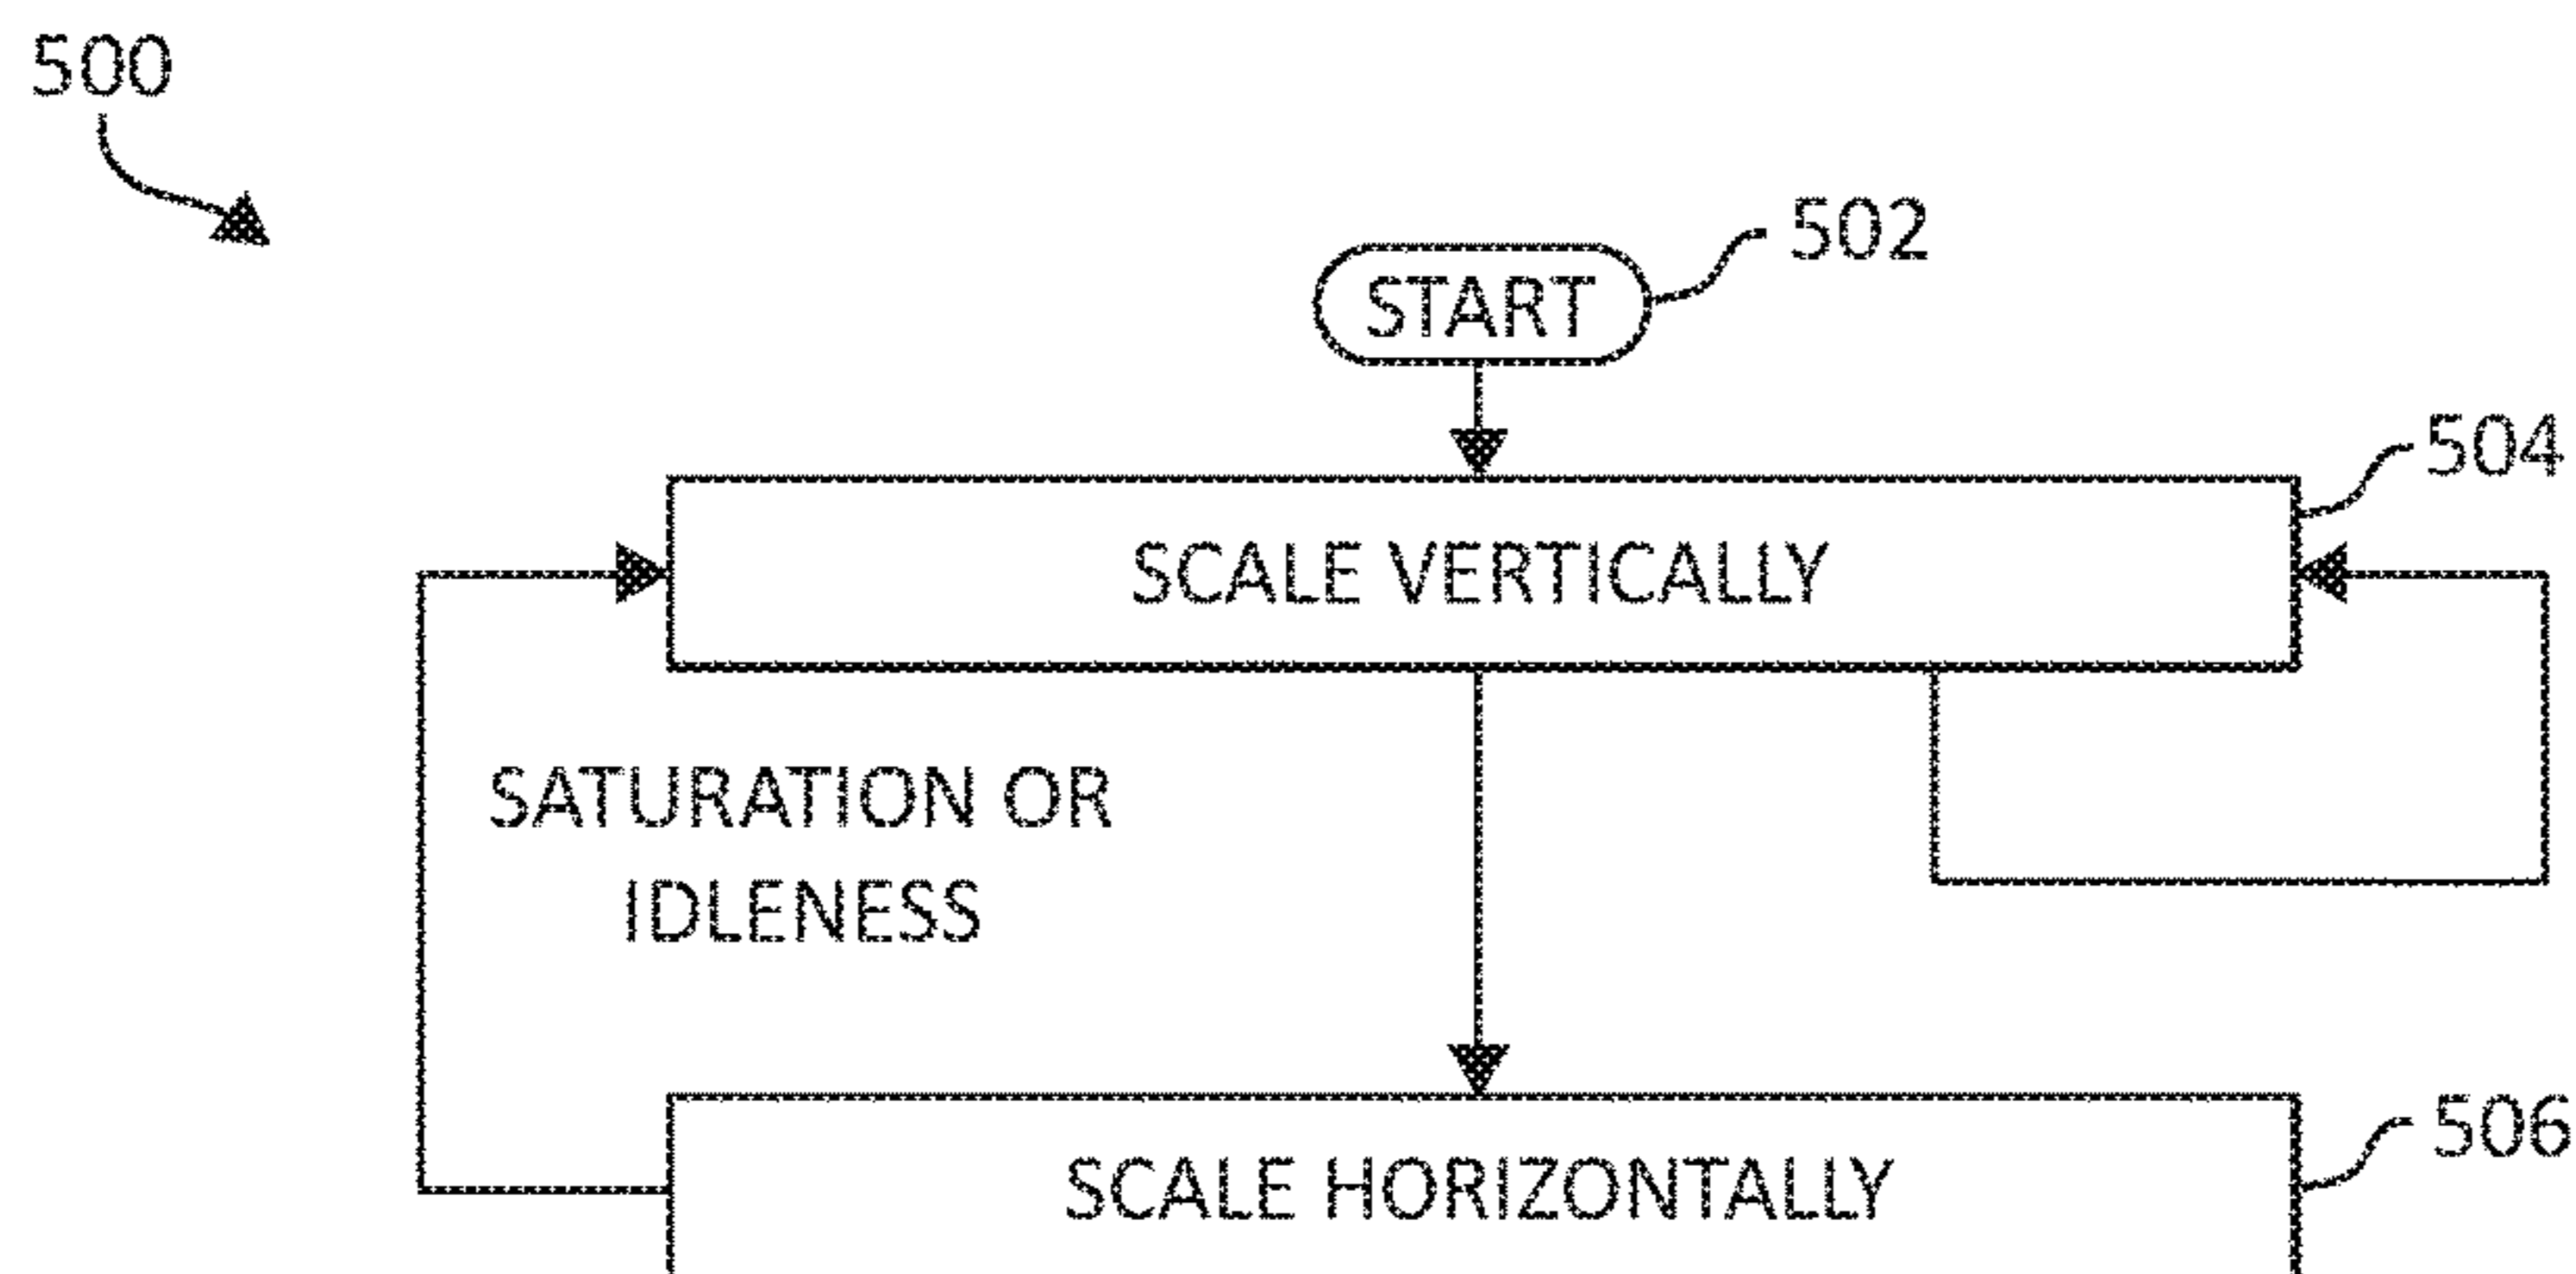 500
502
START
504
SCALE VERTICALLY
SATURATION OR
IDLENESS
506
SCALE HORIZONTALLY